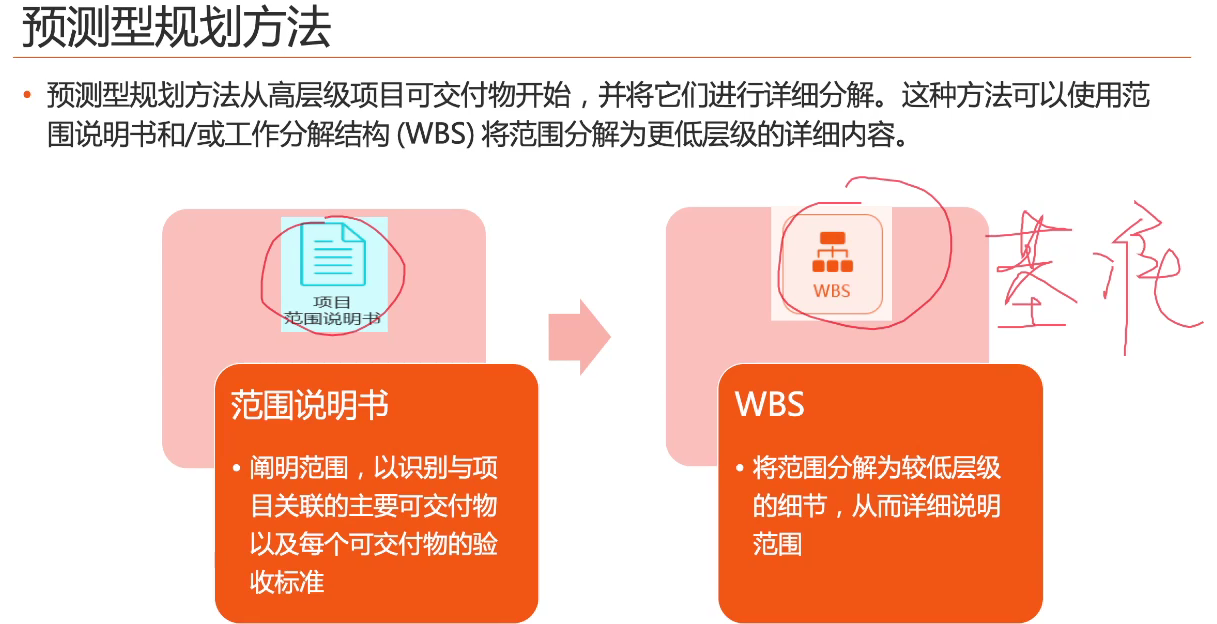 预测型规划方法
• 预测型规划方法从高层级项目可交付物开始，并将它们进行详细分解。这种方法可以使用范
围说明书和/或工作分解结构 (WBS) 将范围分解为更低层级的详细内容。
项目
范围说明书
WBS
基准
范围说明书
• 阐明范围，以识别与项
目关联的主要可交付物
以及每个可交付物的验
收标准
WBS
• 将范围分解为较低层级
的细节，从而详细说明
范围